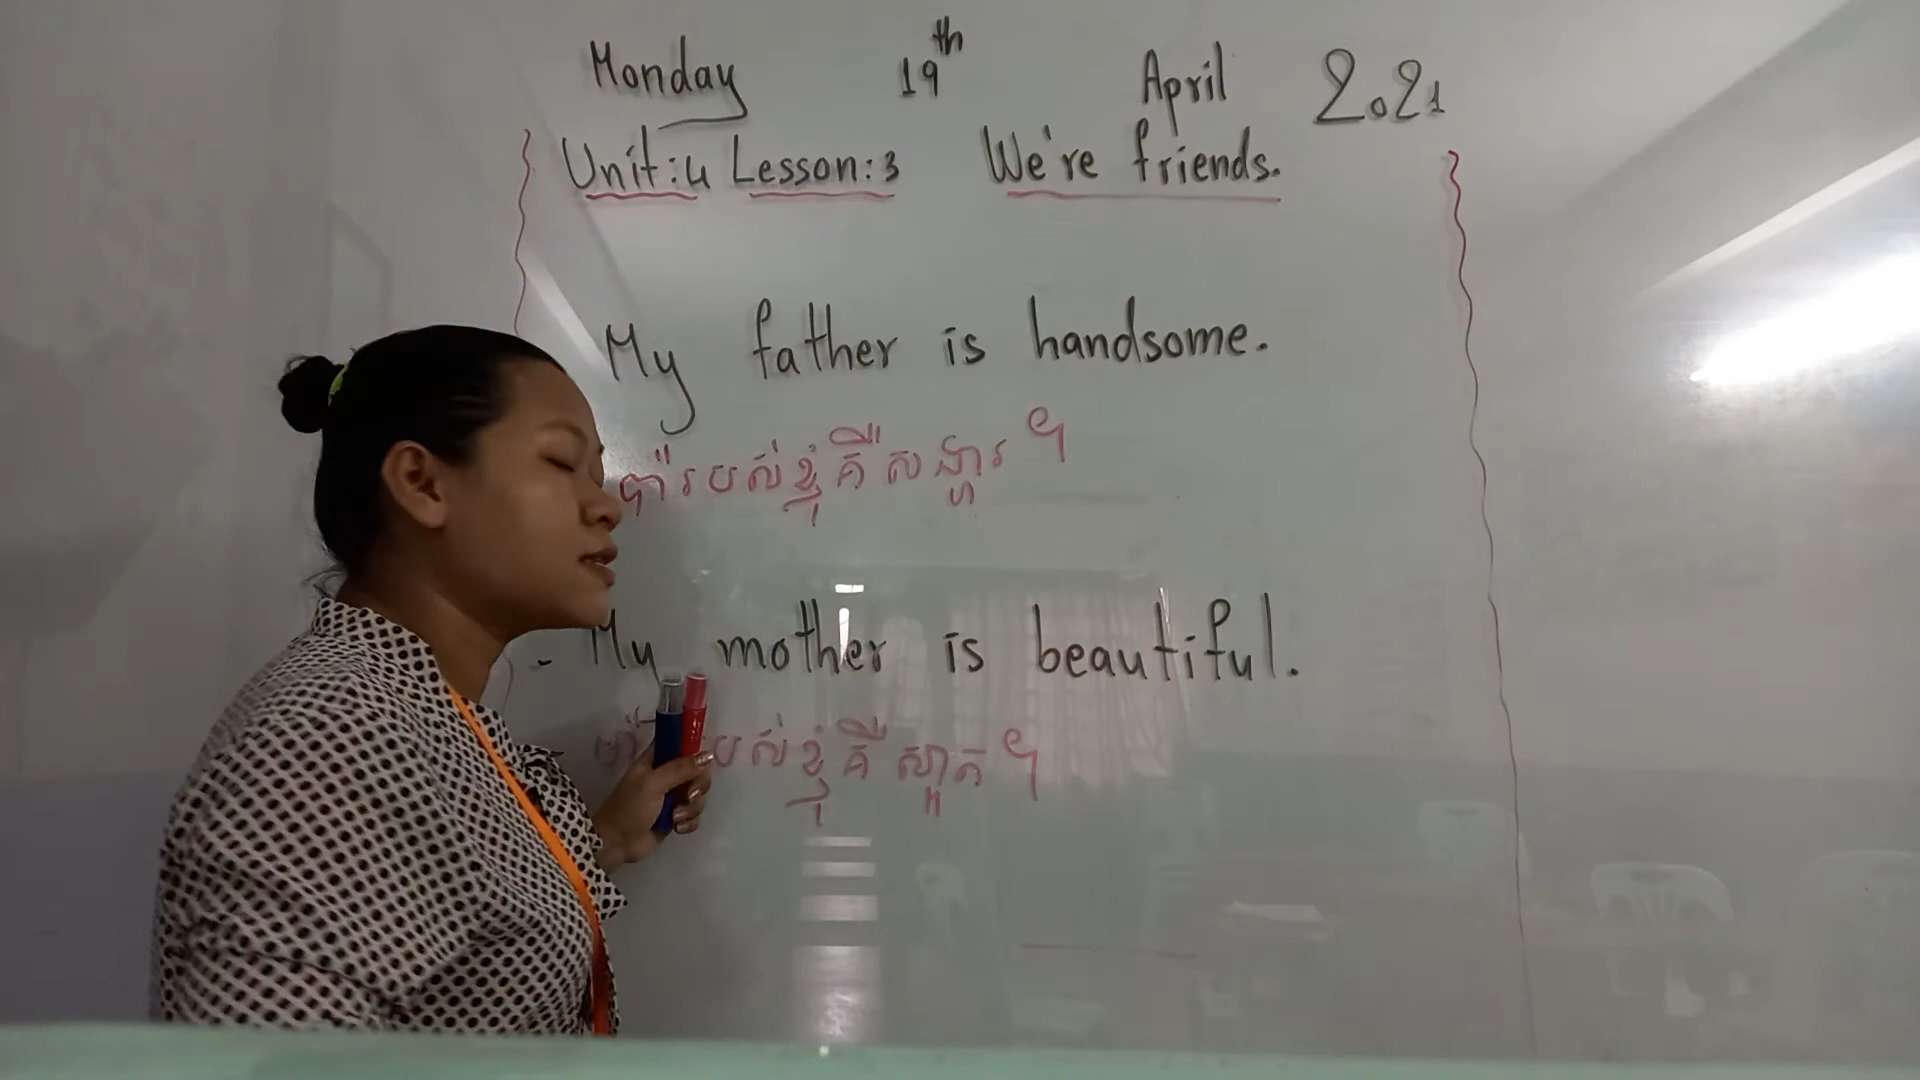 Monday 19th April 2021
Unit:4 Lesson:3 We're friends.
My father is handsome.
ប៉ារបស់ខ្ញុំគឺសង្ហារ។
- My mother is beautiful.
របស់ខ្ញុំគឺស្អាត។